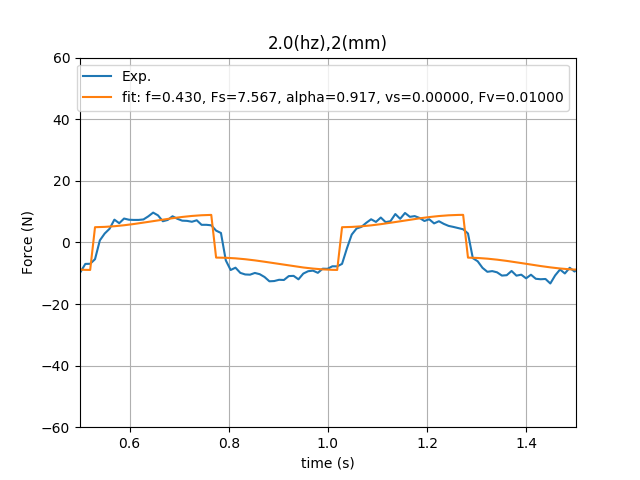 2.0(hz),2(mm)
Exp.
fit: f=0.430, Fs=7.567, alpha=0.917, vs=0.00000, Fv=0.01000
60
40
20
0
−20
−40
−60
Force (N)
0.6 0.8 1.0 1.2 1.4
time (s)